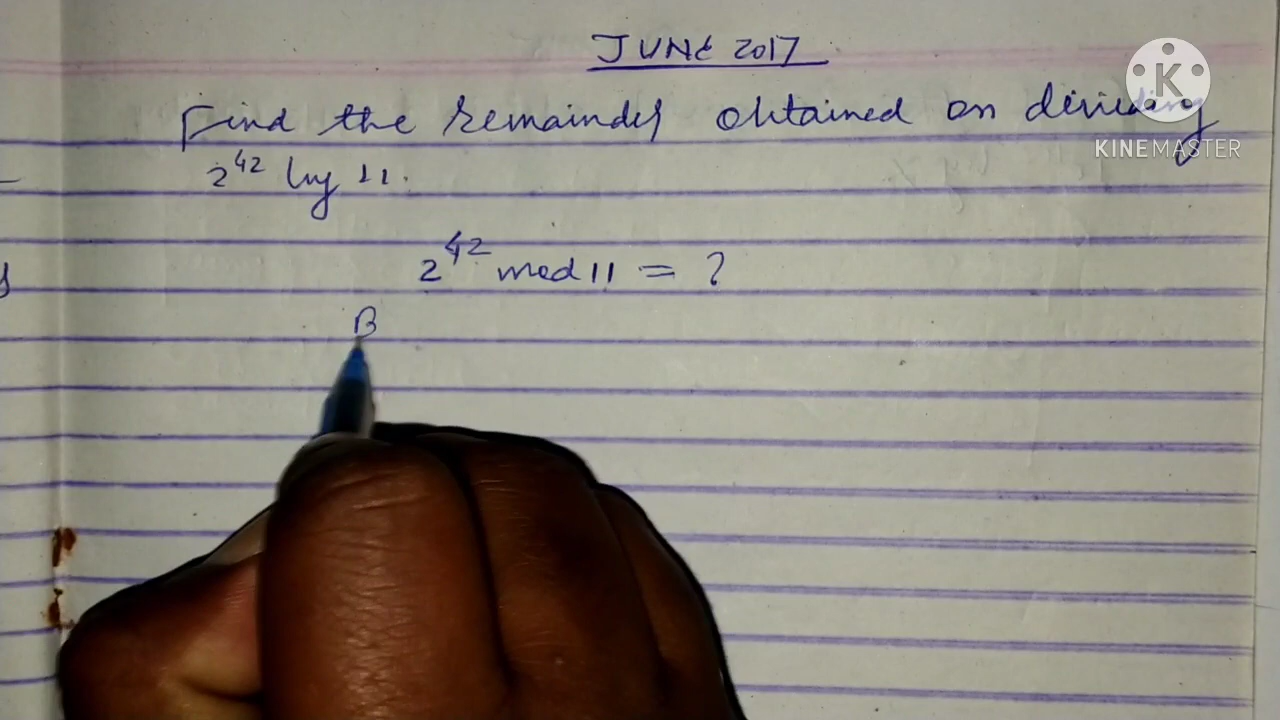 JUNE 2017
K
Find the remainder obtained on dividing
KINEMASTER
2^42 by 11.
2^42 mod 11 = ?
B